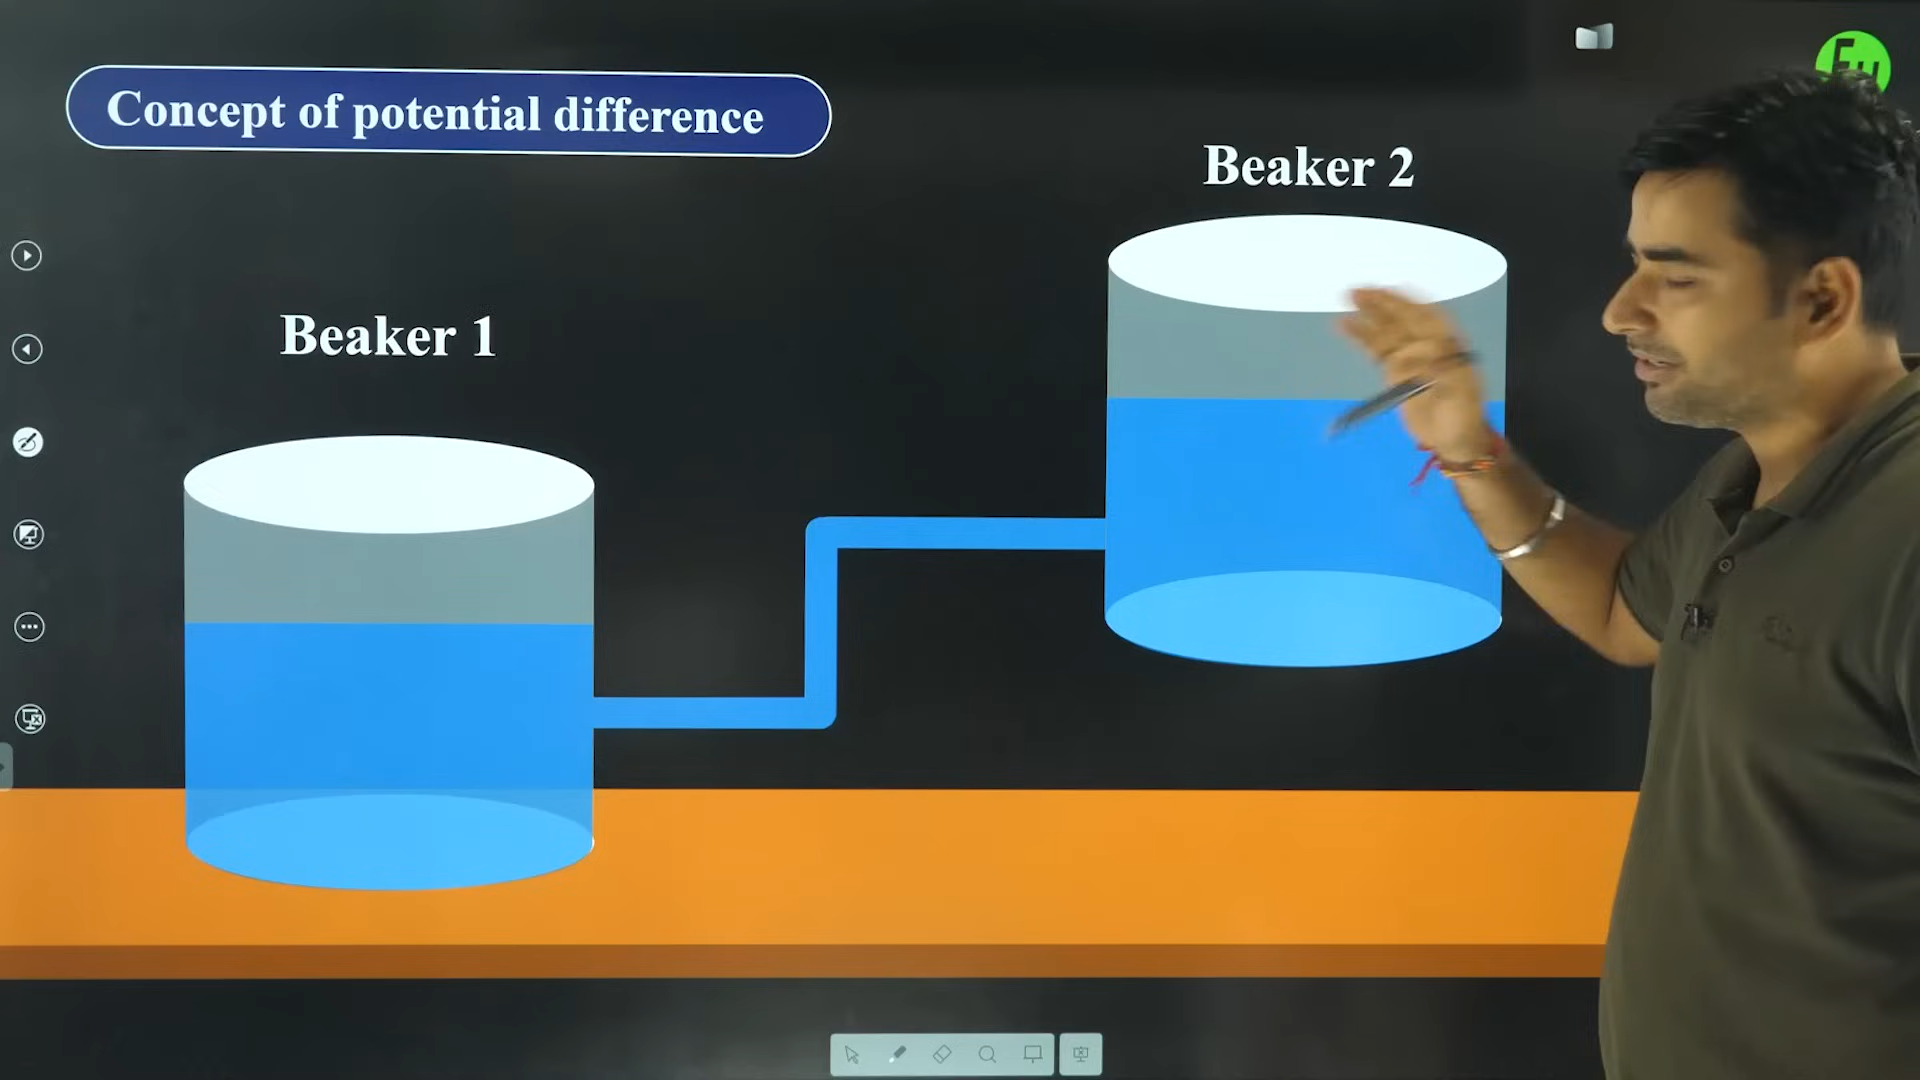 Concept of potential difference
Beaker 2
Beaker 1